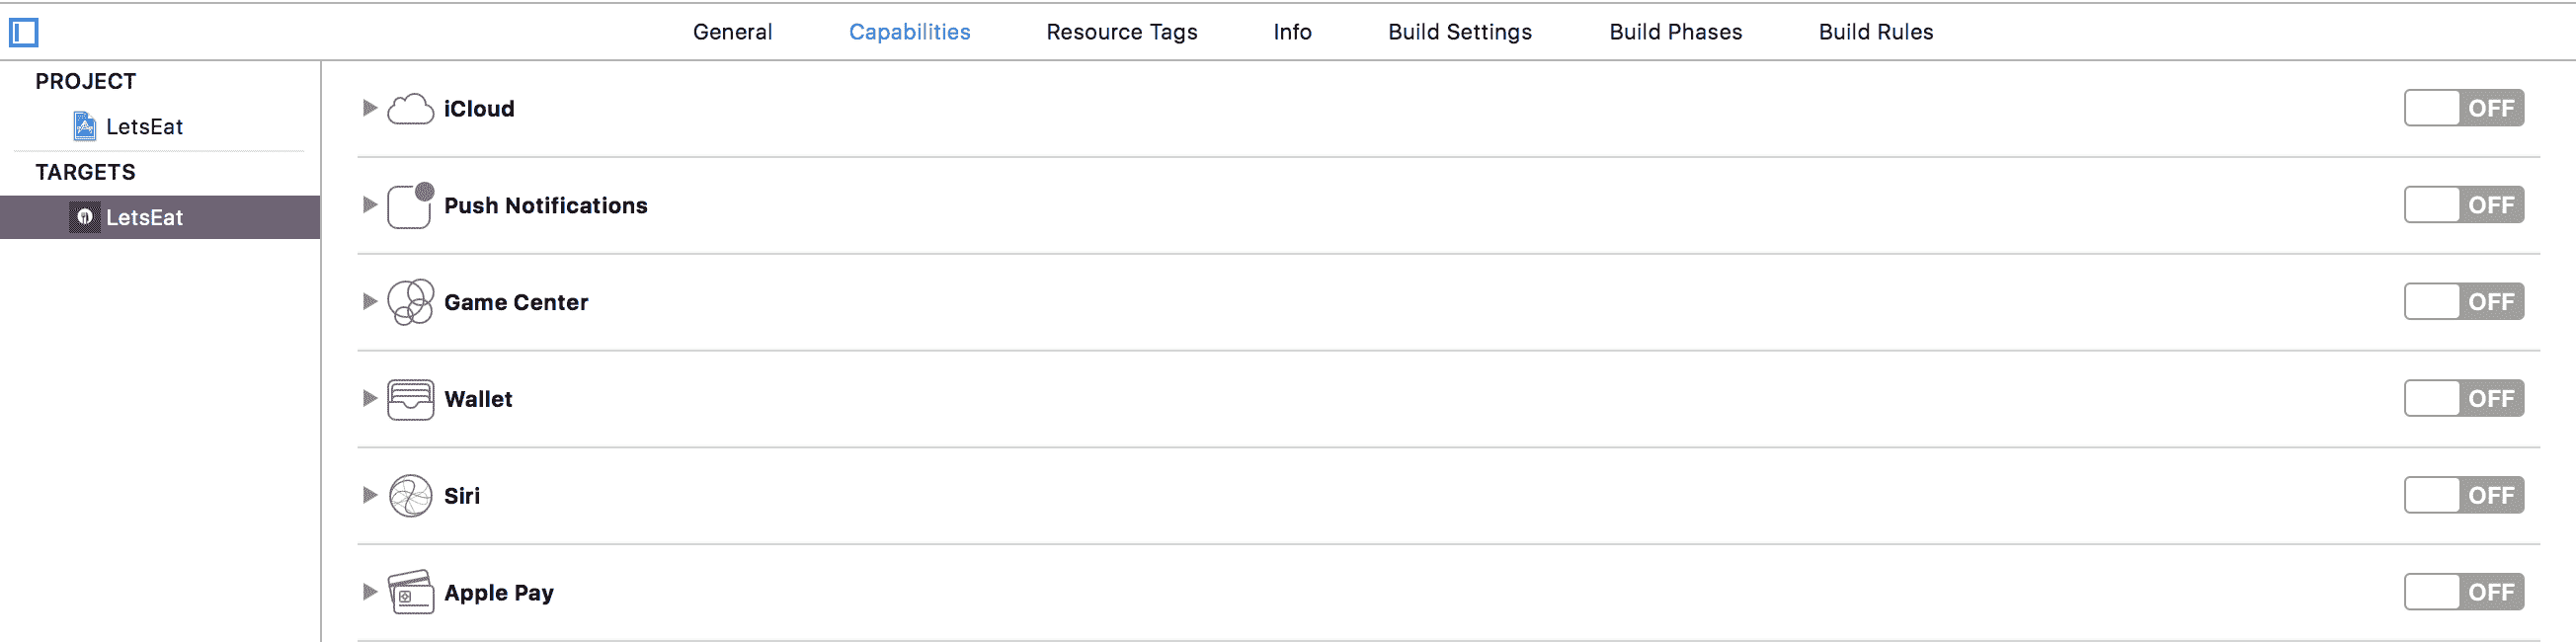 General Capabilities Resource Tags Info Build Settings Build Phases Build Rules
PROJECT
LetsEat
TARGETS
LetsEat
iCloud OFF
Push Notifications OFF
Game Center OFF
Wallet OFF
Siri OFF
Apple Pay OFF